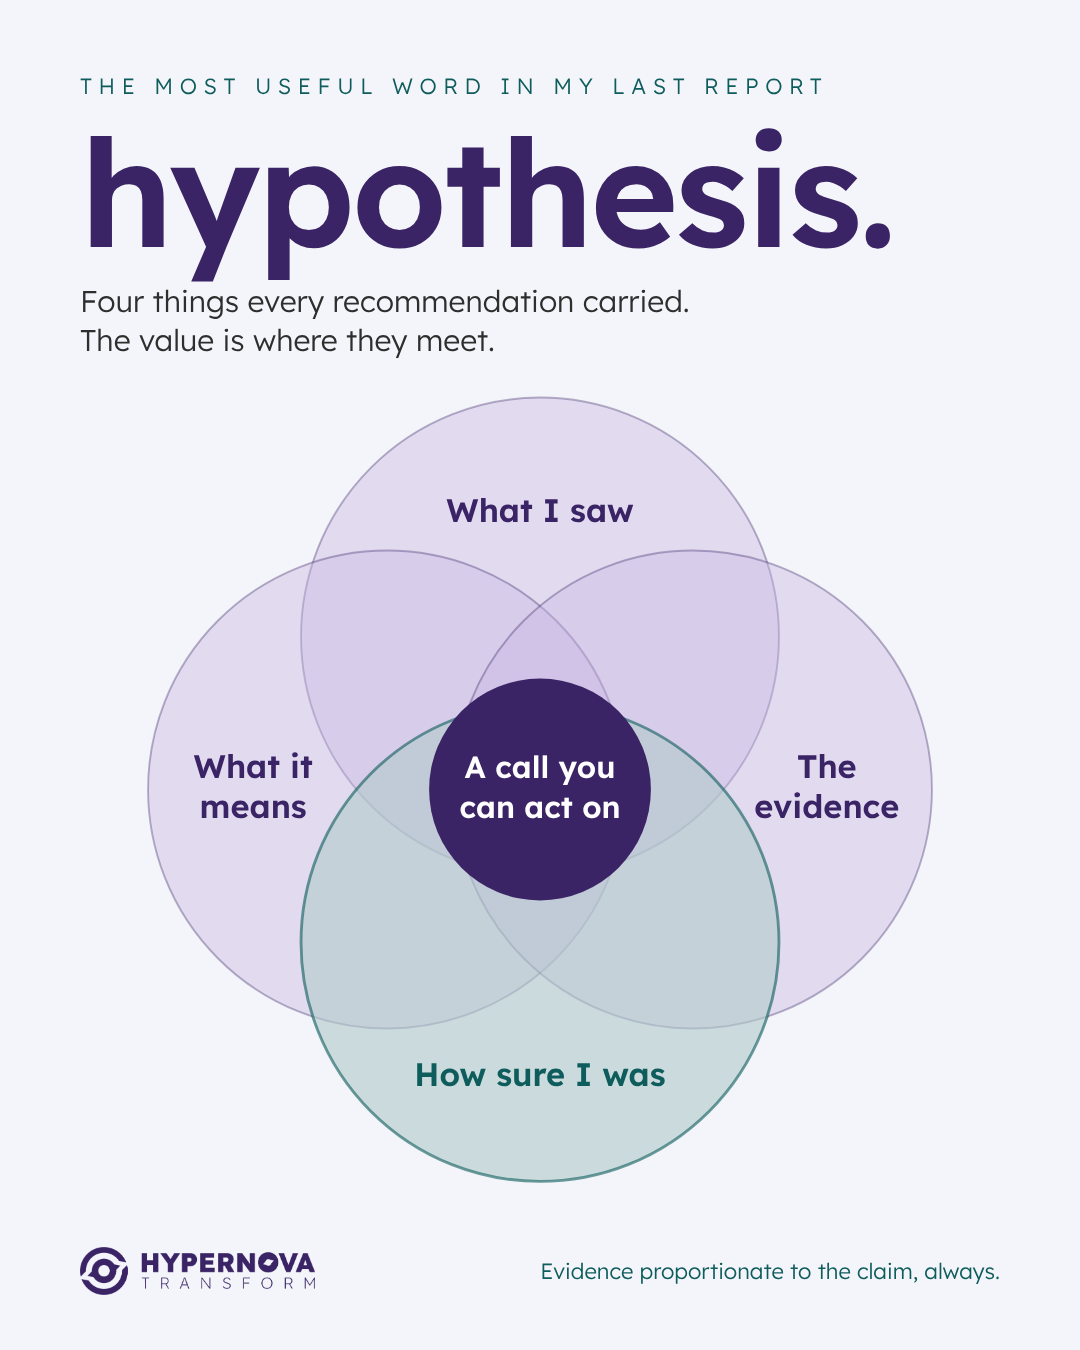 THE MOST USEFUL WORD IN MY LAST REPORT
hypothesis.
Four things every recommendation carried.
The value is where they meet.
What I saw
What it
means
A call you
can act on
The
evidence
How sure I was
HYPERNOVA
TRANSFORM
Evidence proportionate to the claim, always.